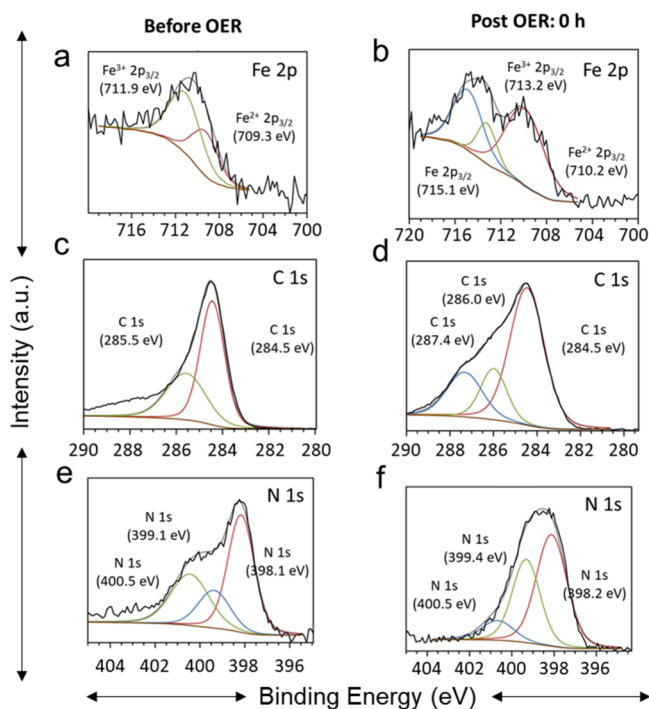 Before OER
Post OER: 0 h
a
Fe³⁺ 2p₃/₂
(711.9 eV)
Fe 2p
Fe²⁺ 2p₃/₂
(709.3 eV)
716 712 708 704 700
b
Fe³⁺ 2p₃/₂
(713.2 eV)
Fe 2p
Fe 2p₃/₂
(715.1 eV)
Fe²⁺ 2p₃/₂
(710.2 eV)
720 716 712 708 704 700
c
C 1s
C 1s
(285.5 eV)
C 1s
(284.5 eV)
290 288 286 284 282 280
d
C 1s
C 1s
(286.0 eV)
C 1s
(287.4 eV)
C 1s
(284.5 eV)
290 288 286 284 282 280
e
N 1s
N 1s
(399.1 eV)
N 1s
(400.5 eV)
N 1s
(398.1 eV)
404 402 400 398 396
f
N 1s
N 1s
(399.4 eV)
N 1s
(400.5 eV)
N 1s
(398.2 eV)
404 402 400 398 396
Intensity (a.u.)
Binding Energy (eV)